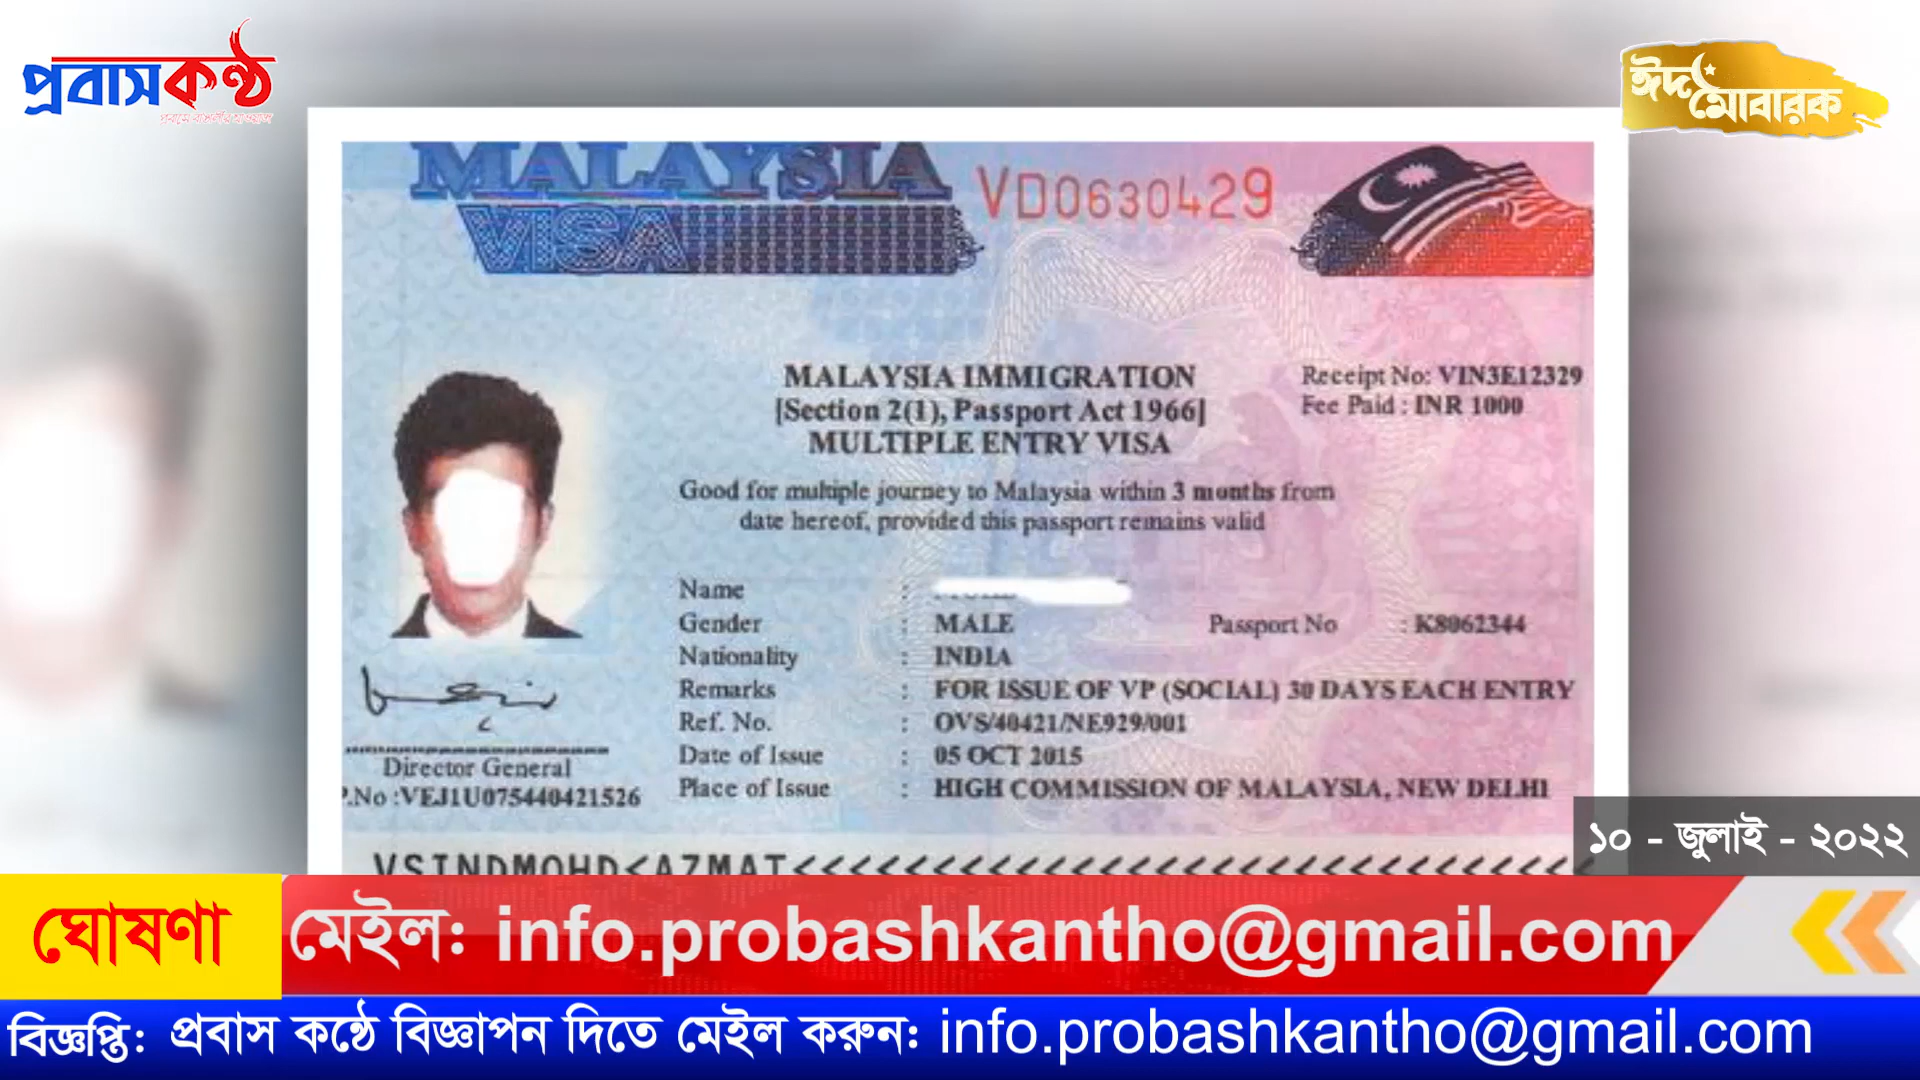 প্রবাসকণ্ঠ
ঈদ মোবারক
MALAYSIA
VISA
VD0630429
MALAYSIA IMMIGRATION
[Section 2(1), Passport Act 1966]
MULTIPLE ENTRY VISA
Receipt No: VIN3E12329
Fee Paid : INR 1000
Good for multiple journey to Malaysia within 3 months from
date hereof, provided this passport remains valid
Name :
Gender : MALE Passport No : K8062344
Nationality : INDIA
Remarks : FOR ISSUE OF VP (SOCIAL) 30 DAYS EACH ENTRY
Ref. No. : OVS/40421/NE929/001
Date of Issue : 05 OCT 2015
Place of Issue : HIGH COMMISSION OF MALAYSIA, NEW DELHI
Director General
P.No :VEJ1U075440421526
VSINDMOHD<AZMAT<<<<<<<<<<<<<<<<<<<<<<<<<<<<<
১০ - জুলাই - ২০২২
ঘোষণা
মেইল: info.probashkantho@gmail.com
বিজ্ঞপ্তি: প্রবাস কণ্ঠে বিজ্ঞাপন দিতে মেইল করুন: info.probashkantho@gmail.com